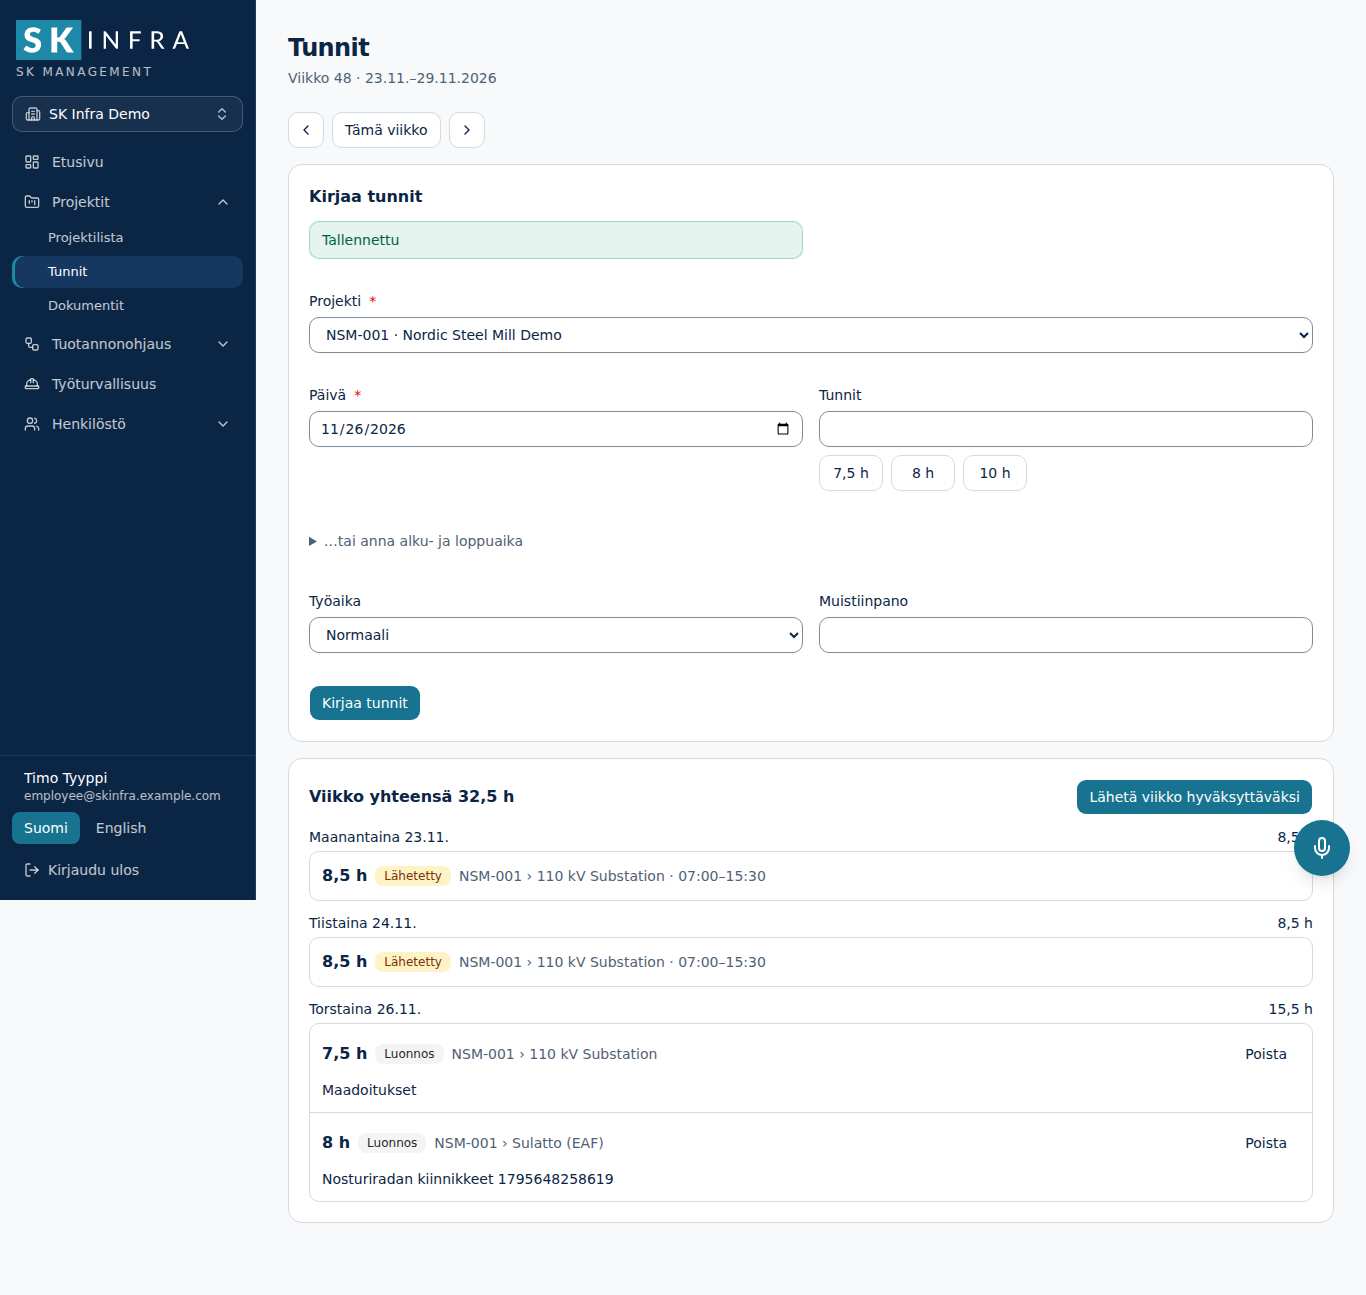 SK INFRA
SK MANAGEMENT
SK Infra Demo
Etusivu
Projektit
Projektilista
Tunnit
Dokumentit
Tuotannonohjaus
Työturvallisuus
Henkilöstö
Timo Tyyppi
employee@skinfra.example.com
Suomi English
Kirjaudu ulos
Tunnit
Viikko 48 · 23.11.–29.11.2026
Tämä viikko
Kirjaa tunnit
Tallennettu
Projekti *
NSM-001 · Nordic Steel Mill Demo
Päivä * Tunnit
11/26/2026
7,5 h 8 h 10 h
…tai anna alku- ja loppuaika
Työaika Muistiinpano
Normaali
Kirjaa tunnit
Viikko yhteensä 32,5 h Lähetä viikko hyväksyttäväksi
Maanantaina 23.11. 8,5
8,5 h Lähetetty NSM-001 › 110 kV Substation · 07:00–15:30
Tiistaina 24.11. 8,5 h
8,5 h Lähetetty NSM-001 › 110 kV Substation · 07:00–15:30
Torstaina 26.11. 15,5 h
7,5 h Luonnos NSM-001 › 110 kV Substation Poista
Maadoitukset
8 h Luonnos NSM-001 › Sulatto (EAF) Poista
Nosturiradan kiinnikkeet 1795648258619